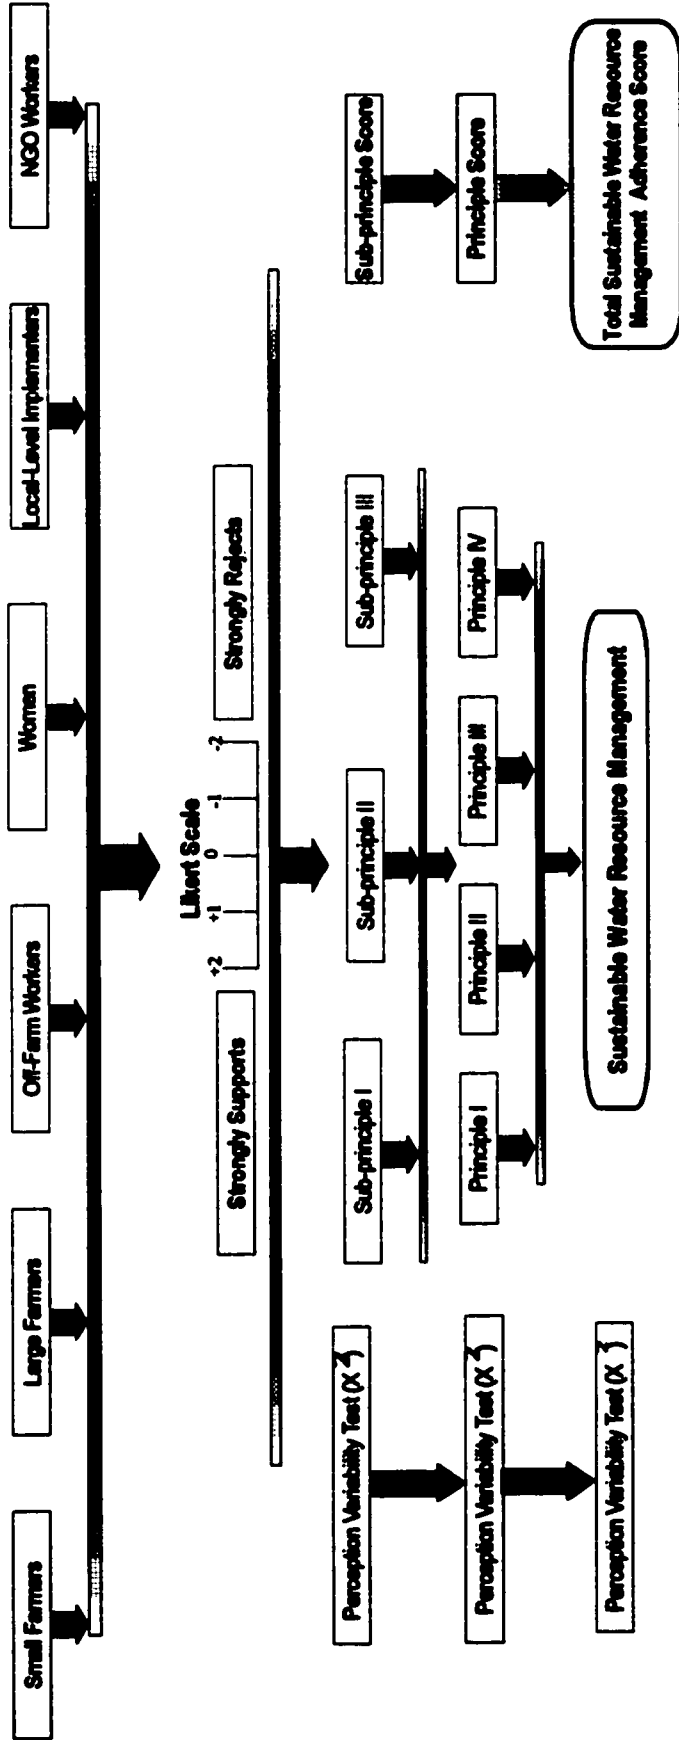 Small Farmers
Large Farmers
Off-Farm Workers
Women
Local-Level Implementers
NGO Workers
Likert Scale
+2
+1
0
-1
-2
Strongly Supports
Strongly Rejects
Perception Variability Test (X²)
Sub-principle I
Sub-principle II
Sub-principle III
Sub-principle Score
Perception Variability Test (X²)
Principle I
Principle II
Principle III
Principle IV
Principle Score
Perception Variability Test (X²)
Sustainable Water Resource Management
Total Sustainable Water Resource
Management Adherence Score